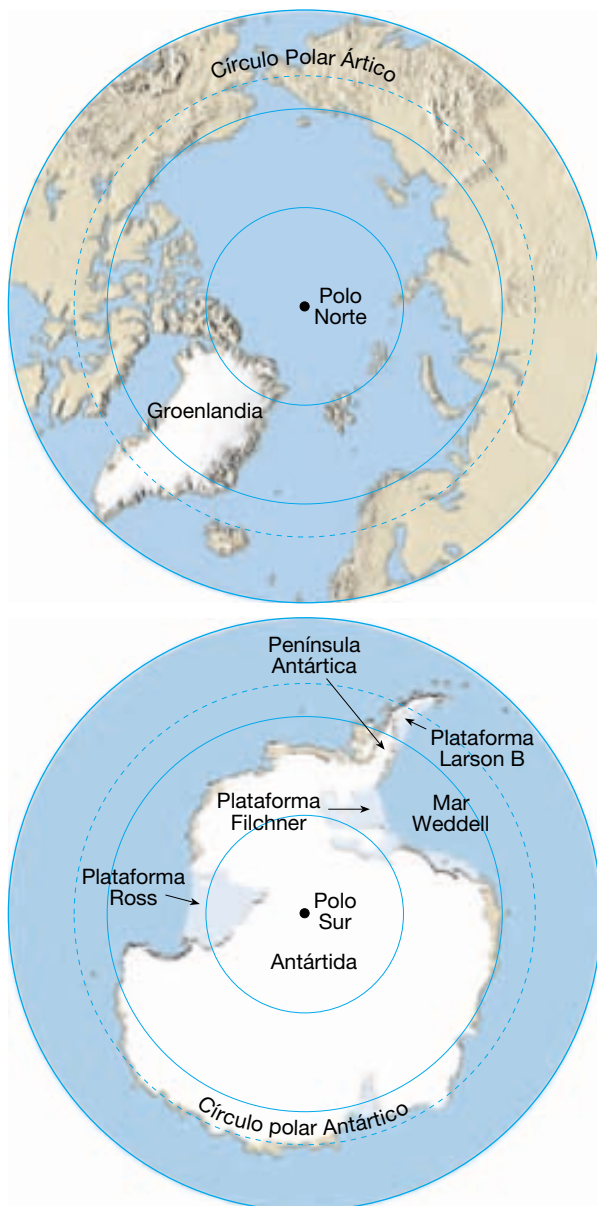 Círculo Polar Ártico
Polo
Norte
Groenlandia
Península
Antártica
Plataforma
Larson B
Plataforma
Filchner
Mar
Weddell
Plataforma
Ross
Polo
Sur
Antártida
Círculo polar Antártico